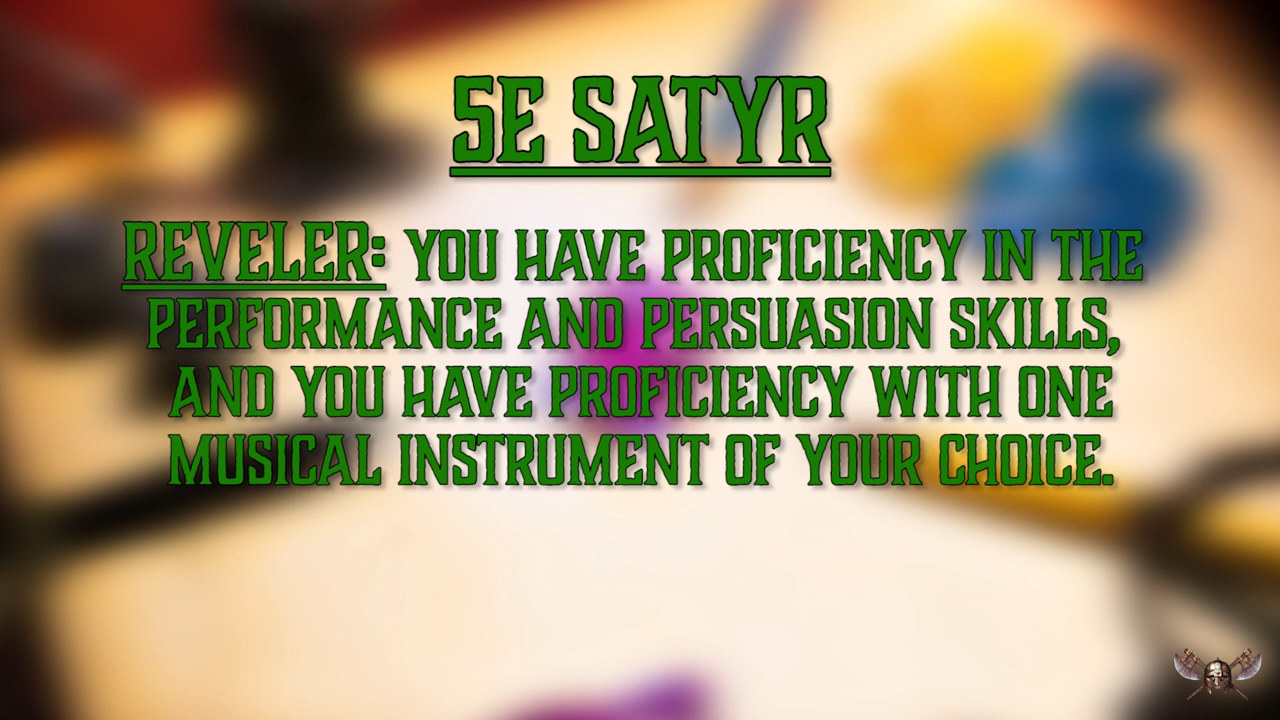 5E SATYR
REVELER: YOU HAVE PROFICIENCY IN THE
PERFORMANCE AND PERSUASION SKILLS,
AND YOU HAVE PROFICIENCY WITH ONE
MUSICAL INSTRUMENT OF YOUR CHOICE.